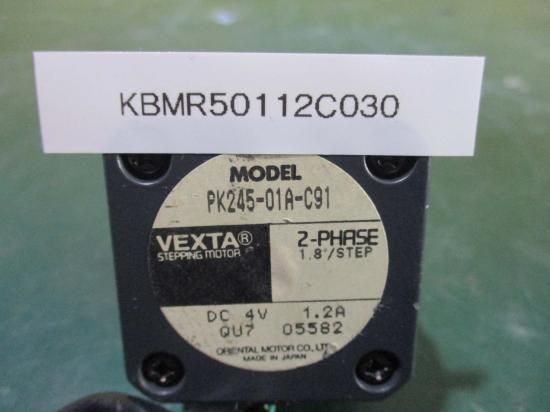 KBMR50112C030
MODEL
PK245-01A-C91
VEXTA® 2-PHASE
STEPPING MOTOR 1.8°/STEP
DC 4V 1.2A
QU7 05582
ORIENTAL MOTOR CO., LTD.
MADE IN JAPAN